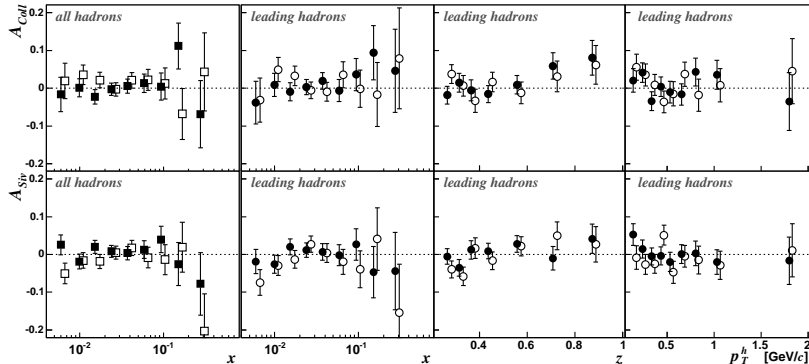 A_Coll
all hadrons
leading hadrons
leading hadrons
leading hadrons
0.2
0.1
0
-0.1
-0.2
A_Siv
all hadrons
leading hadrons
leading hadrons
leading hadrons
0.1
0
-0.1
-0.2
10^-2 10^-1 x
10^-2 10^-1 x
0.4 0.6 0.8 1 z
0.5 1 1.5 2
p_T^h [GeV/c]